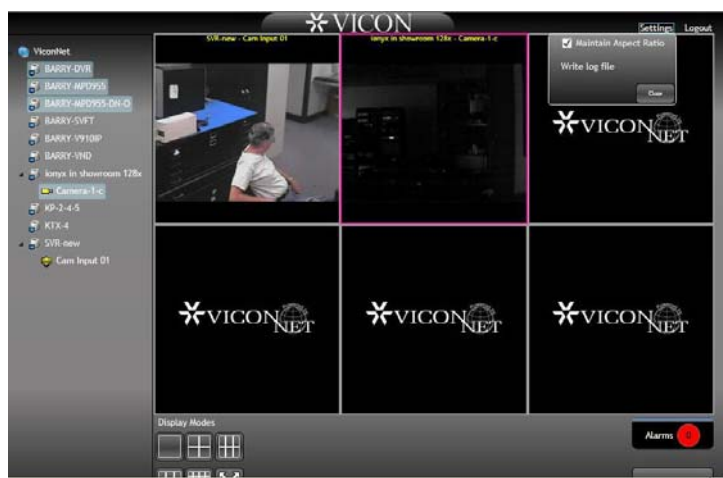 VICON
Settings Logout
SVR-new - Cam Input 01
ionyx in showroom 128x - Camera-1-c
Maintain Aspect Ratio
Write log file
Close
ViconNet
BARRY-DVR
BARRY-MPD955
BARRY-MPD955-DN-O
BARRY-SVFT
BARRY-V910IP
BARRY-VND
ionyx in showroom 128x
Camera-1-c
KP-2-4-5
KTX-4
SVR-new
Cam Input 01
VICON NET
VICON NET
VICON NET
VICON NET
Display Modes
Alarms 0